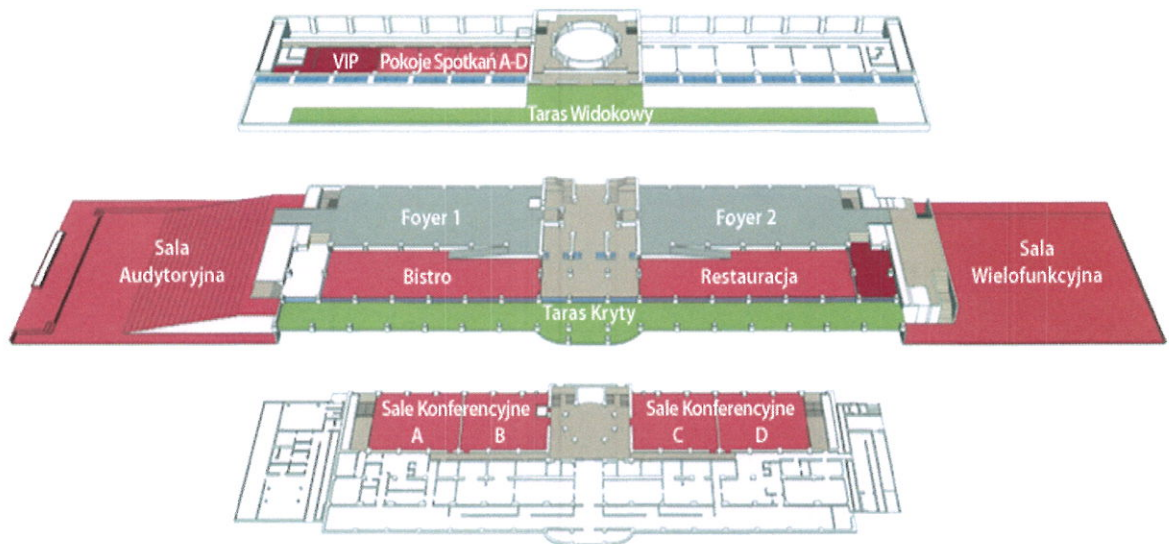 VIP Pokoje Spotkań A-D
Taras Widokowy
Foyer 1
Foyer 2
Sala
Audytoryjna
Bistro
Restauracja
Sala
Wielofunkcyjna
Taras Kryty
Sale Konferencyjne
A B
Sale Konferencyjne
C D